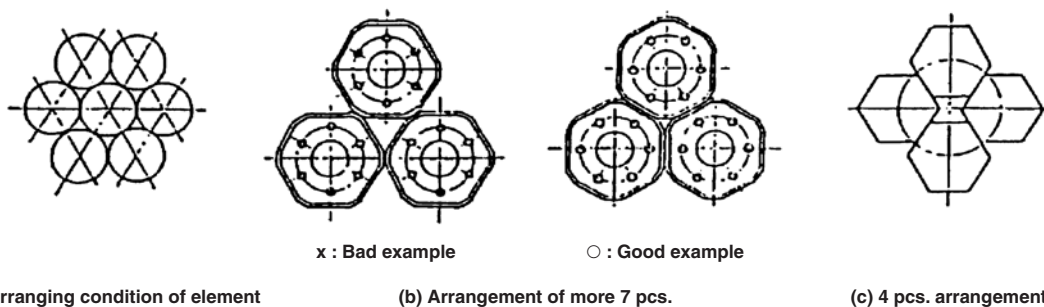 x : Bad example
○ : Good example
rranging condition of element
(b) Arrangement of more 7 pcs.
(c) 4 pcs. arrangement